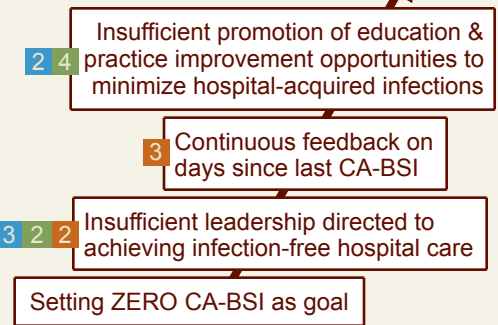 Insufficient promotion of education &
2 4 practice improvement opportunities to
minimize hospital-acquired infections
3 Continuous feedback on
days since last CA-BSI
3 2 2 Insufficient leadership directed to
achieving infection-free hospital care
Setting ZERO CA-BSI as goal